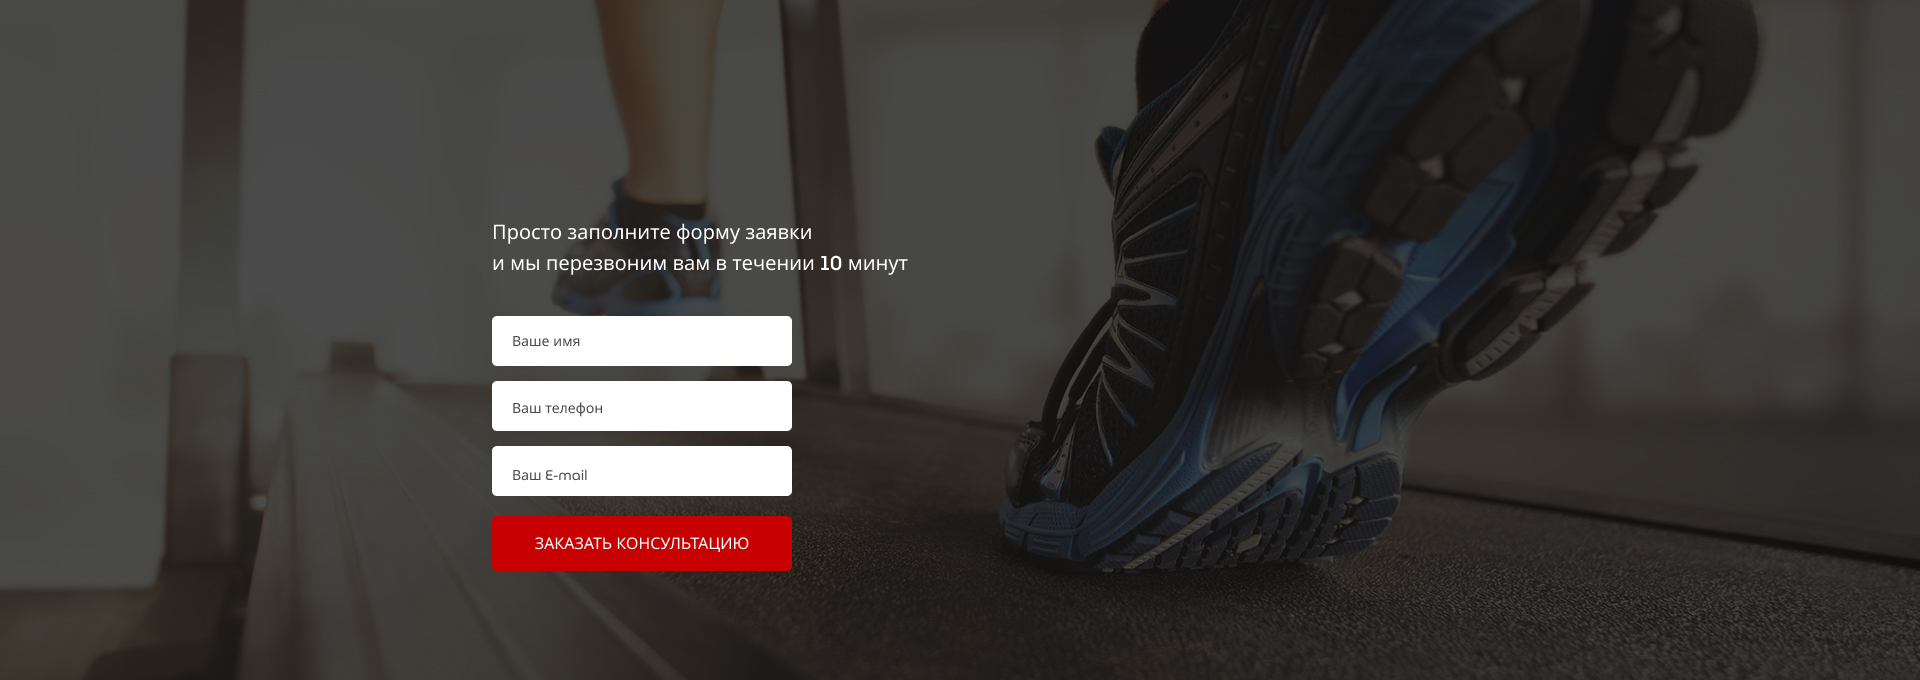 Просто заполните форму заявки
и мы перезвоним вам в течении 10 минут
Ваше имя
Ваш телефон
Ваш E-mail
ЗАКАЗАТЬ КОНСУЛЬТАЦИЮ